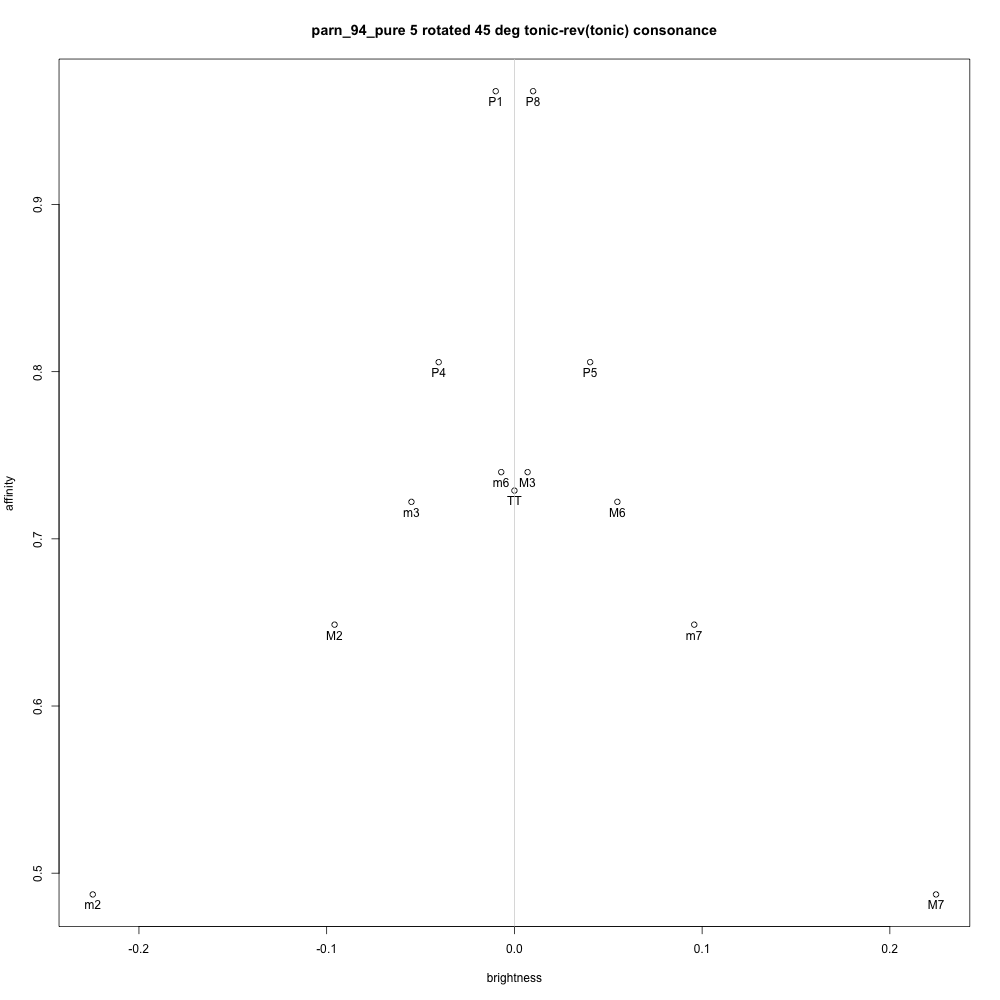 parn_94_pure 5 rotated 45 deg tonic-rev(tonic) consonance
P1 P8
0.9
0.8
P4 P5
affinity
m6 M3
TT
m3 M6
0.7
M2 m7
0.6
0.5
m2 M7
-0.2 -0.1 0.0 0.1 0.2
brightness